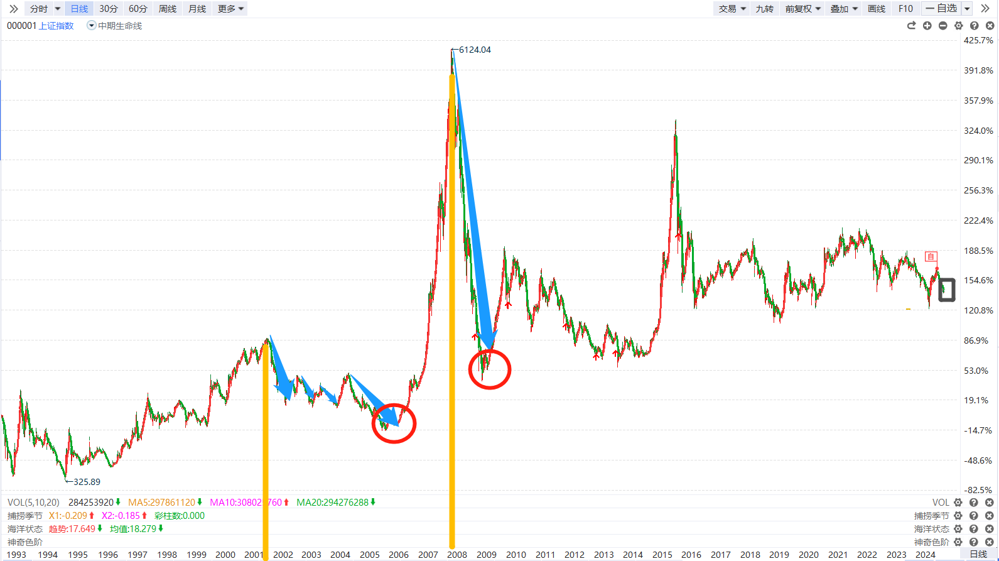 分时 日线 30分 60分 周线 月线 更多 交易 九转 前复权 叠加 画线 F10 一 自选
000001 上证指数 中期生命线
425.7%
6124.04
391.8%
357.9%
324.0%
290.1%
256.3%
222.4%
188.5%
自
154.6%
120.8%
86.9%
53.0%
19.1%
-14.7%
-48.6%
325.89
-82.5%
VOL(5,10,20) 284253920 MA5:297861120 MA10:30802 760 MA20:294276288 VOL
捕捞季节 X1:-0.209 X2:-0.185 彩柱数:0.000 捕捞季节
海洋状态 趋势:17.649 均值:18.279 海洋状态
神奇色阶 神奇色阶
1993 1994 1995 1996 1997 1998 1999 2000 2001 2002 2003 2004 2005 2006 2007 2008 2009 2010 2011 2012 2013 2014 2015 2016 2017 2018 2019 2020 2021 2022 2023 2024 日线